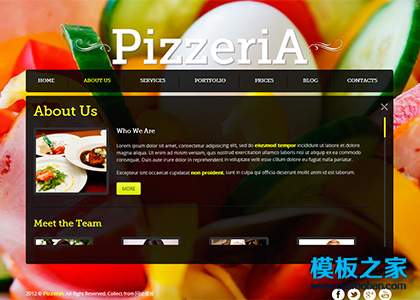 PizzeriA
HOME ABOUT US SERVICES PORTFOLIO PRICES BLOG CONTACTS
About Us
Who We Are
Lorem ipsum dolor sit amet, consectetur adipiscing elit, sed do eiusmod tempor incididunt ut labore et dolore
magna aliqua. Ut enim ad minim veniam, quis nostrud exercitation ullamco laboris nisi ut aliquip ex ea commodo
consequat. Duis aute irure dolor in reprehenderit in voluptate velit esse cillum dolore eu fugiat nulla pariatur.
Excepteur sint occaecat cupidatat non proident, sunt in culpa qui officia deserunt mollit anim id est laborum.
MORE
Meet the Team
模板之家
2012 © PizzeriA. All Right Reserved. Collect from